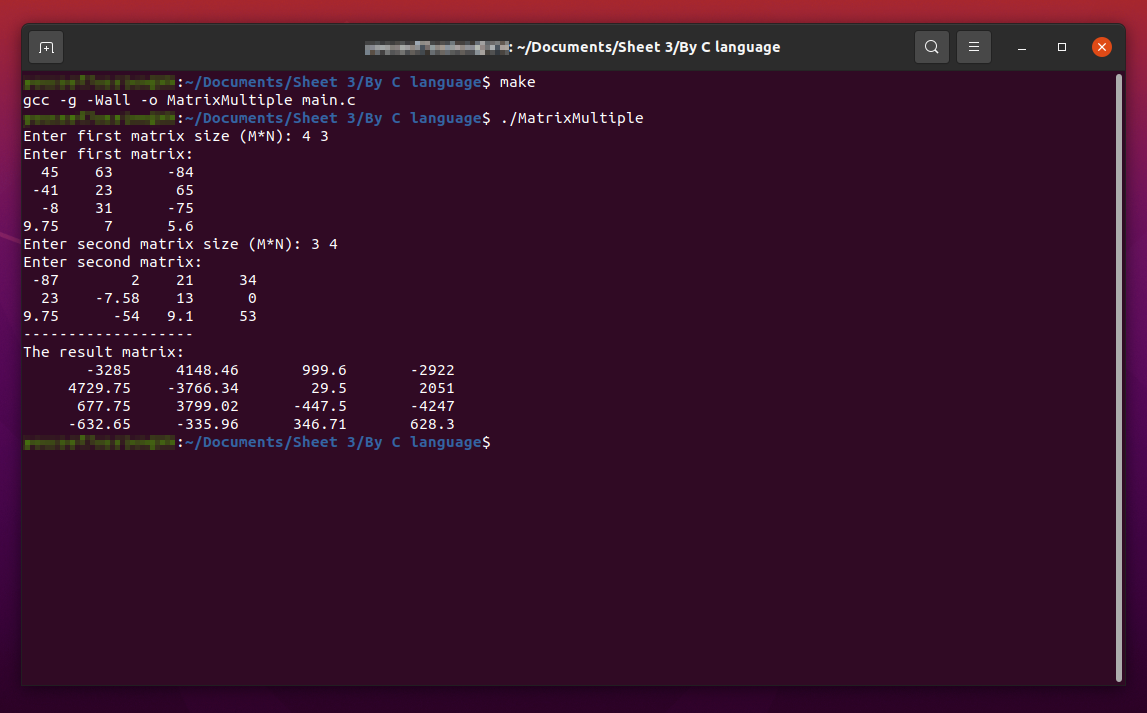 : ~/Documents/Sheet 3/By C language
:~/Documents/Sheet 3/By C language$ make
gcc -g -Wall -o MatrixMultiple main.c
:~/Documents/Sheet 3/By C language$ ./MatrixMultiple
Enter first matrix size (M*N): 4 3
Enter first matrix:
  45    63      -84
 -41    23       65
  -8    31      -75
9.75     7      5.6
Enter second matrix size (M*N): 3 4
Enter second matrix:
 -87        2    21     34
  23    -7.58    13      0
9.75      -54   9.1     53
-------------------
The result matrix:
       -3285     4148.46       999.6       -2922
     4729.75    -3766.34        29.5        2051
      677.75     3799.02      -447.5       -4247
     -632.65     -335.96      346.71       628.3
:~/Documents/Sheet 3/By C language$